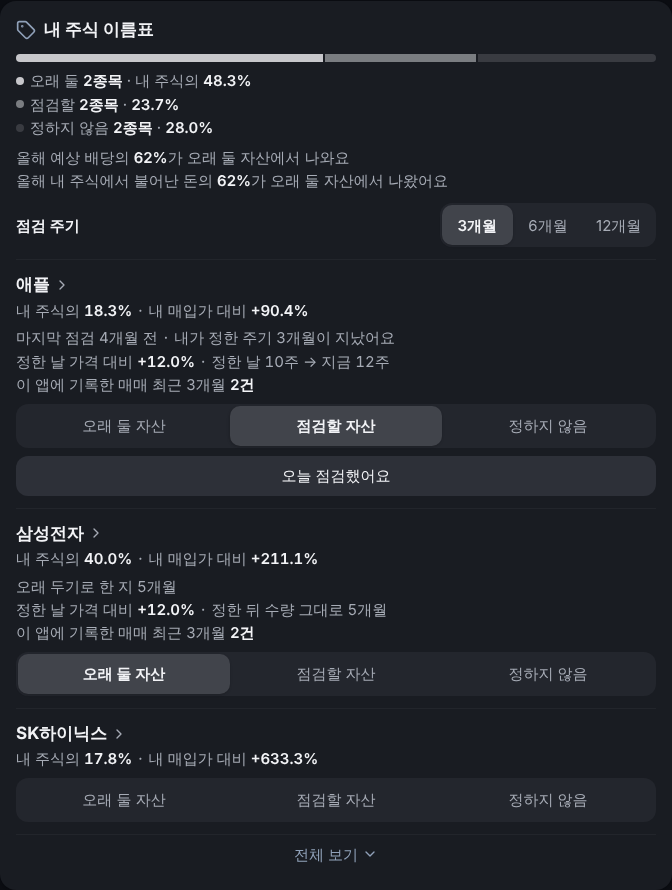 내 주식 이름표
오래 둘 2종목 · 내 주식의 48.3%
점검할 2종목 · 23.7%
정하지 않음 2종목 · 28.0%
올해 예상 배당의 62%가 오래 둘 자산에서 나와요
올해 내 주식에서 불어난 돈의 62%가 오래 둘 자산에서 나왔어요
점검 주기 3개월 6개월 12개월
애플
내 주식의 18.3% · 내 매입가 대비 +90.4%
마지막 점검 4개월 전 · 내가 정한 주기 3개월이 지났어요
정한 날 가격 대비 +12.0% · 정한 날 10주 → 지금 12주
이 앱에 기록한 매매 최근 3개월 2건
오래 둘 자산 점검할 자산 정하지 않음
오늘 점검했어요
삼성전자
내 주식의 40.0% · 내 매입가 대비 +211.1%
오래 두기로 한 지 5개월
정한 날 가격 대비 +12.0% · 정한 뒤 수량 그대로 5개월
이 앱에 기록한 매매 최근 3개월 2건
오래 둘 자산 점검할 자산 정하지 않음
SK하이닉스
내 주식의 17.8% · 내 매입가 대비 +633.3%
오래 둘 자산 점검할 자산 정하지 않음
전체 보기